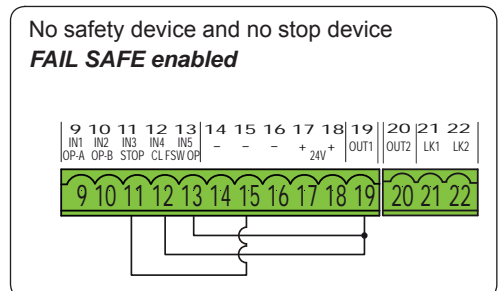 No safety device and no stop device
FAIL SAFE enabled
9 10 11 12 13 14 15 16 17 18 19 20 21 22
IN1 IN2 IN3 IN4 IN5 - - - + + OUT1 OUT2 LK1 LK2
OP-A OP-B STOP CL FSW OP 24V
9 10 11 12 13 14 15 16 17 18 19 20 21 22